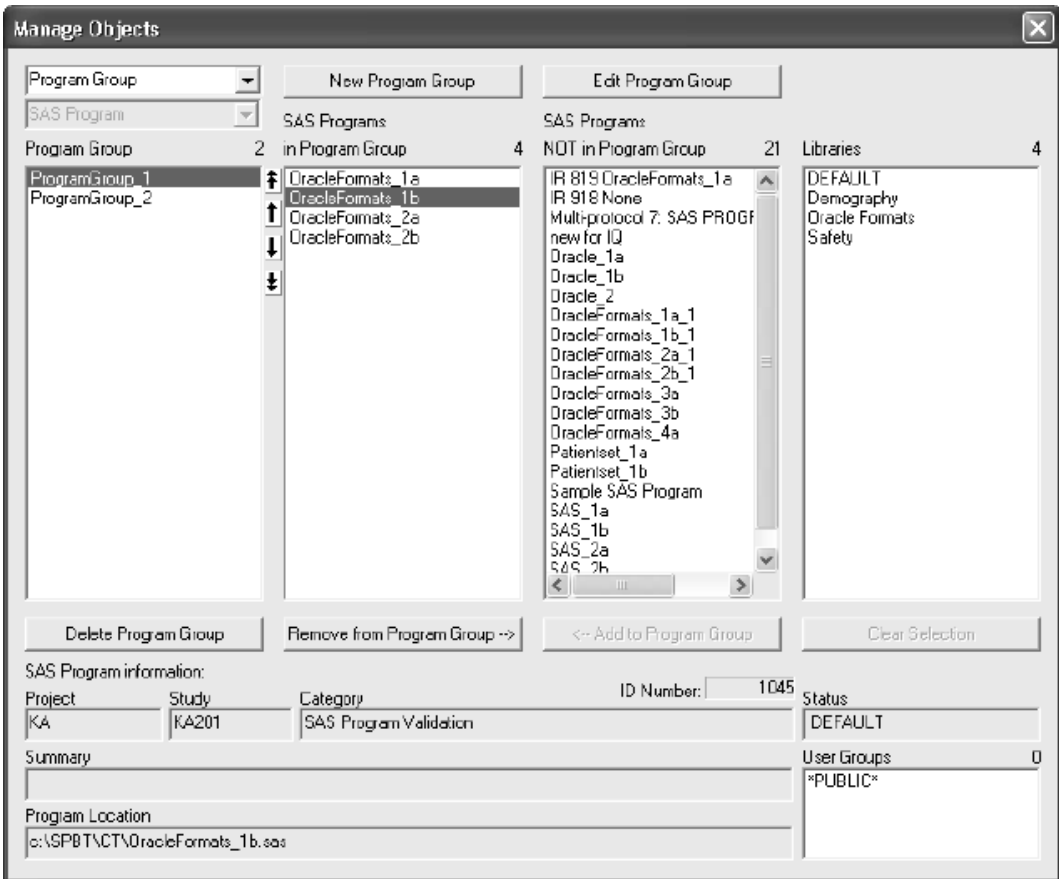 Manage Objects
Program Group
New Program Group
Edit Program Group
SAS Program
SAS Programs
SAS Programs
Program Group 2
in Program Group 4
NOT in Program Group 21
Libraries 4
ProgramGroup_1
ProgramGroup_2
OracleFormats_1a
OracleFormats_1b
OracleFormats_2a
OracleFormats_2b
IR 819 OracleFormats_1a
IR 918 None
Multi-protocol 7: SAS PROGF
new for IQ
Oracle_1a
Oracle_1b
Oracle_2
OracleFormats_1a_1
OracleFormats_1b_1
OracleFormats_2a_1
OracleFormats_2b_1
OracleFormats_3a
OracleFormats_3b
OracleFormats_4a
Patientset_1a
Patientset_1b
Sample SAS Program
SAS_1a
SAS_1b
SAS_2a
SAS_2b
DEFAULT
Demography
Oracle Formats
Safety
Delete Program Group
Remove from Program Group -->
<-- Add to Program Group
Clear Selection
SAS Program information:
Project
Study
Category
ID Number: 1045
Status
KA
KA201
SAS Program Validation
DEFAULT
Summary
User Groups 0
*PUBLIC*
Program Location
c:\SPBT\CT\OracleFormats_1b.sas